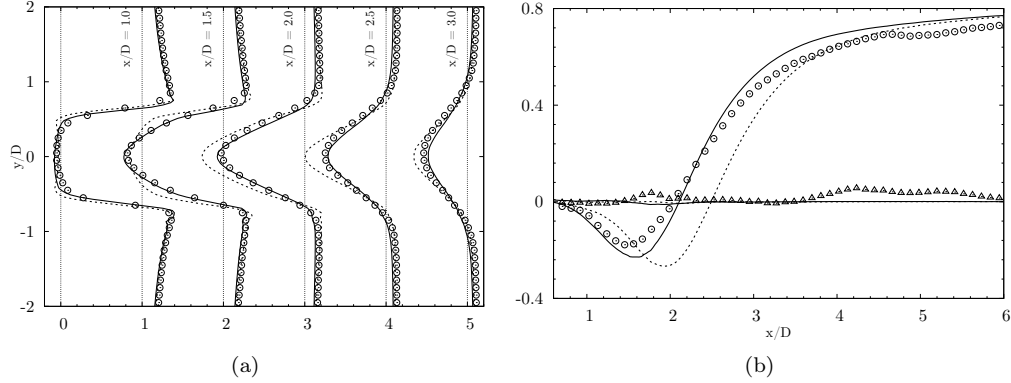 2
1
0
-1
-2
y/D
x/D = 1.0
x/D = 1.5
x/D = 2.0
x/D = 2.5
x/D = 3.0
0 1 2 3 4 5
(a)
0.8
0.4
0
-0.4
1 2 3 4 5 6
x/D
(b)